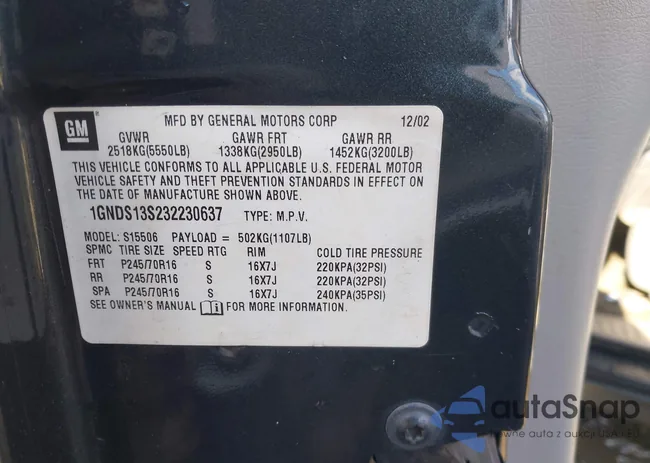 GM
MFD BY GENERAL MOTORS CORP 12/02
GVWR GAWR FRT GAWR RR
2518KG(5550LB) 1338KG(2950LB) 1452KG(3200LB)
THIS VEHICLE CONFORMS TO ALL APPLICABLE U.S. FEDERAL MOTOR
VEHICLE SAFETY AND THEFT PREVENTION STANDARDS IN EFFECT ON
THE DATE OF MANUFACTURE SHOWN ABOVE.
1GNDS13S232230637 TYPE: M.P.V.
MODEL: S15506 PAYLOAD = 502KG(1107LB)
SPMC TIRE SIZE SPEED RTG RIM COLD TIRE PRESSURE
FRT P245/70R16 S 16X7J 220KPA(32PSI)
RR P245/70R16 S 16X7J 220KPA(32PSI)
SPA P245/70R16 S 16X7J 240KPA(35PSI)
SEE OWNER'S MANUAL FOR MORE INFORMATION.
autaSnap
auta z aukcji USA